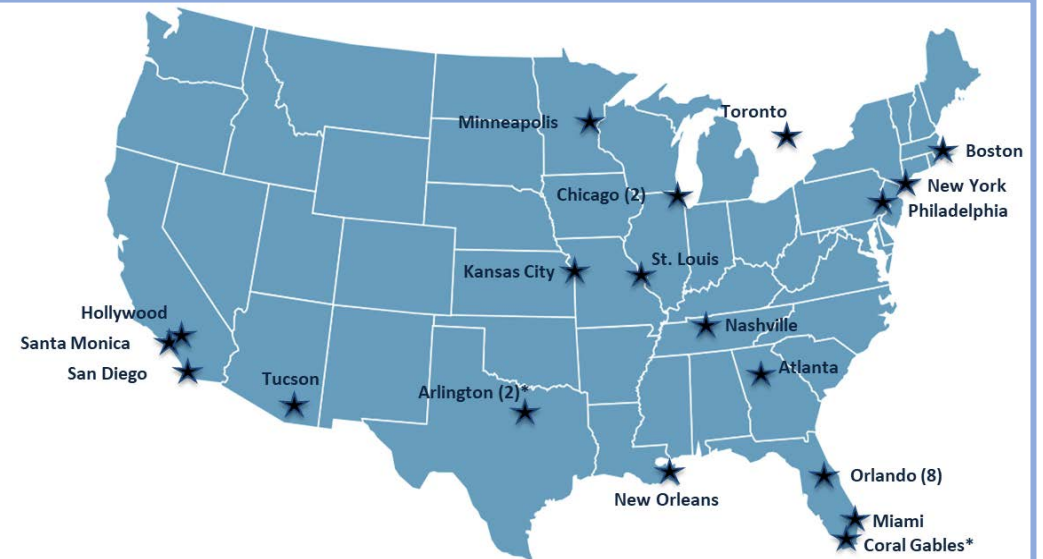 Toronto
Minneapolis
Boston
New York
Chicago (2)
Philadelphia
St. Louis
Kansas City
Hollywood
Nashville
Santa Monica
Atlanta
San Diego
Tucson
Arlington (2)*
Orlando (8)
New Orleans
Miami
Coral Gables*